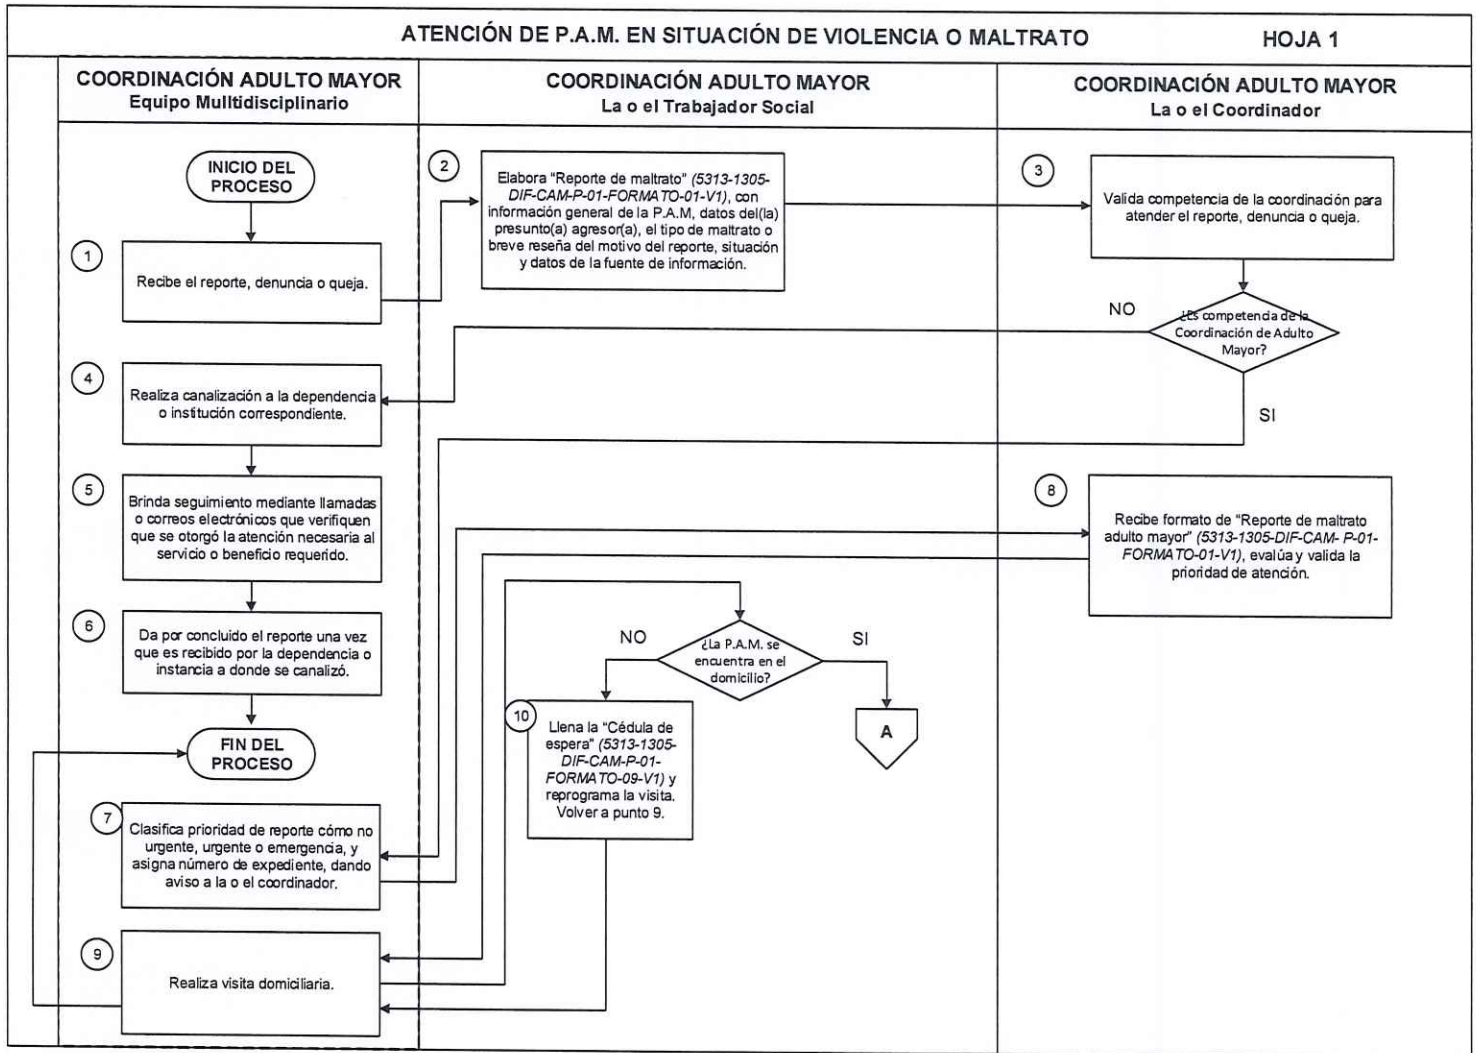 ATENCIÓN DE P.A.M. EN SITUACIÓN DE VIOLENCIA O MALTRATO
HOJA 1
COORDINACIÓN ADULTO MAYOR
Equipo Mulltidisciplinario
COORDINACIÓN ADULTO MAYOR
La o el Trabajador Social
COORDINACIÓN ADULTO MAYOR
La o el Coordinador
INICIO DEL
PROCESO
1
Recibe el reporte, denuncia o queja.
2
Elabora “Reporte de maltrato” (5313-1305-
DIF-CAM-P-01-FORMATO-01-V1), con
información general de la P.A.M, datos del(la)
presunto(a) agresor(a), el tipo de maltrato o
breve reseña del motivo del reporte, situación
y datos de la fuente de información.
3
Valida competencia de la coordinación para
atender el reporte, denuncia o queja.
¿Es competencia de la
Coordinación de Adulto
Mayor?
NO
SI
4
Realiza canalización a la dependencia
o institución correspondiente.
5
Brinda seguimiento mediante llamadas
o correos electrónicos que verifiquen
que se otorgó la atención necesaria al
servicio o beneficio requerido.
6
Da por concluido el reporte una vez
que es recibido por la dependencia o
instancia a donde se canalizó.
FIN DEL
PROCESO
7
Clasifica prioridad de reporte cómo no
urgente, urgente o emergencia, y
asigna número de expediente, dando
aviso a la o el coordinador.
8
Recibe formato de “Reporte de maltrato
adulto mayor” (5313-1305-DIF-CAM- P-01-
FORMATO-01-V1), evalúa y valida la
prioridad de atención.
9
Realiza visita domiciliaria.
¿La P.A.M. se
encuentra en el
domicilio?
NO
SI
10
Llena la “Cédula de
espera” (5313-1305-
DIF-CAM-P-01-
FORMATO-09-V1) y
reprograma la visita.
Volver a punto 9.
A